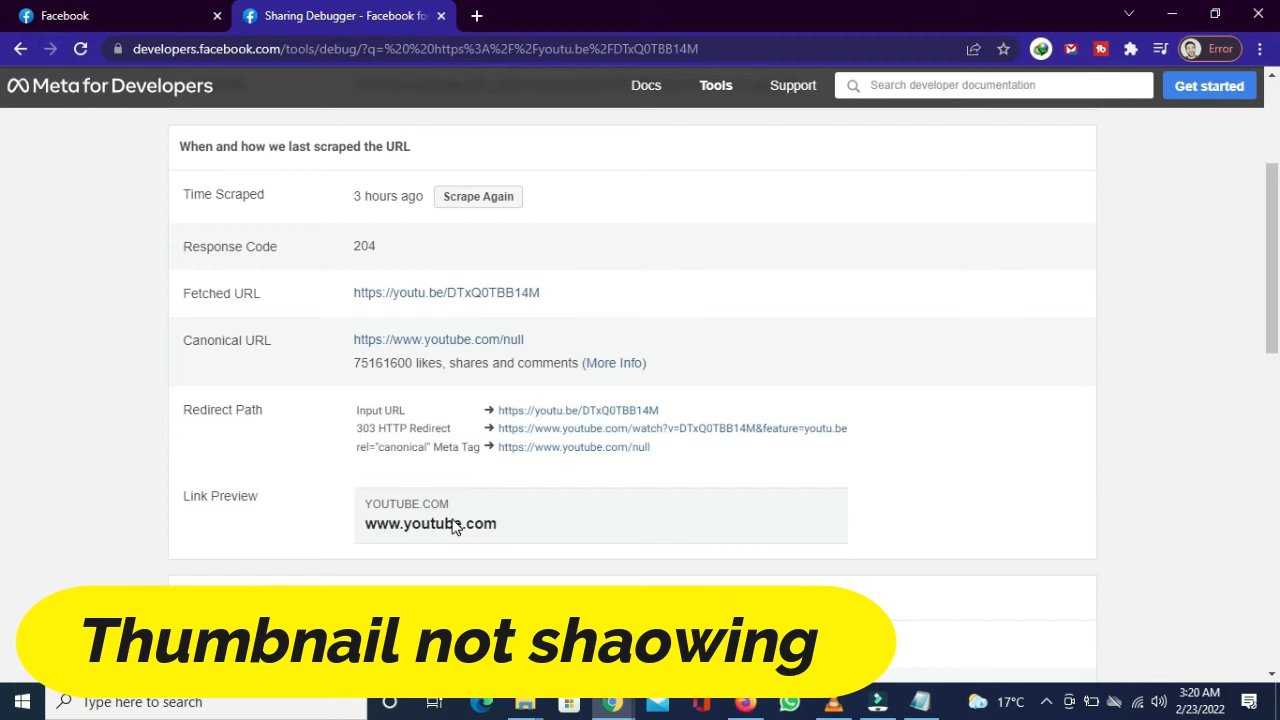 Facebook
Sharing Debugger - Facebook for
developers.facebook.com/tools/debug/?q=%20%20https%3A%2F%2Fyoutu.be%2FDTxQ0TBB14M
Error
Meta for Developers
Docs
Tools
Support
Search developer documentation
Get started
When and how we last scraped the URL
Time Scraped
3 hours ago
Scrape Again
Response Code
204
Fetched URL
https://youtu.be/DTxQ0TBB14M
Canonical URL
https://www.youtube.com/null
75161600 likes, shares and comments (More Info)
Redirect Path
Input URL
https://youtu.be/DTxQ0TBB14M
303 HTTP Redirect
https://www.youtube.com/watch?v=DTxQ0TBB14M&feature=youtu.be
rel="canonical" Meta Tag
https://www.youtube.com/null
Link Preview
YOUTUBE.COM
www.youtube.com
Thumbnail not shaowing
Type here to search
17°C
3:20 AM
2/23/2022